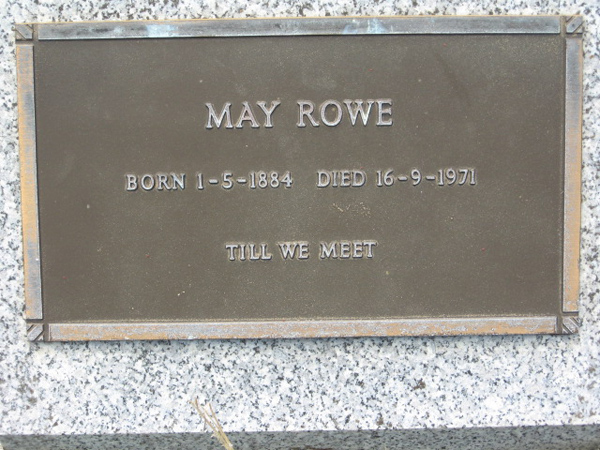 MAY ROWE
BORN 1-5-1884 DIED 16-9-1971
TILL WE MEET